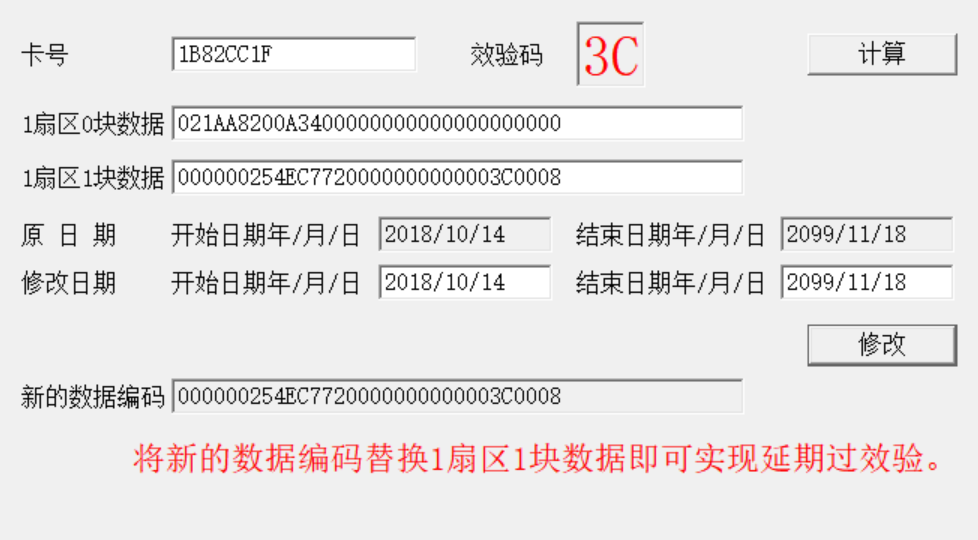 卡号 1B82CC1F 效验码 3C 计算
1扇区0块数据 021AA8200A3400000000000000000000
1扇区1块数据 000000254EC7720000000000003C0008
原 日 期 开始日期年/月/日 2018/10/14 结束日期年/月/日 2099/11/18
修改日期 开始日期年/月/日 2018/10/14 结束日期年/月/日 2099/11/18
修改
新的数据编码 000000254EC7720000000000003C0008
将新的数据编码替换1扇区1块数据即可实现延期过效验。